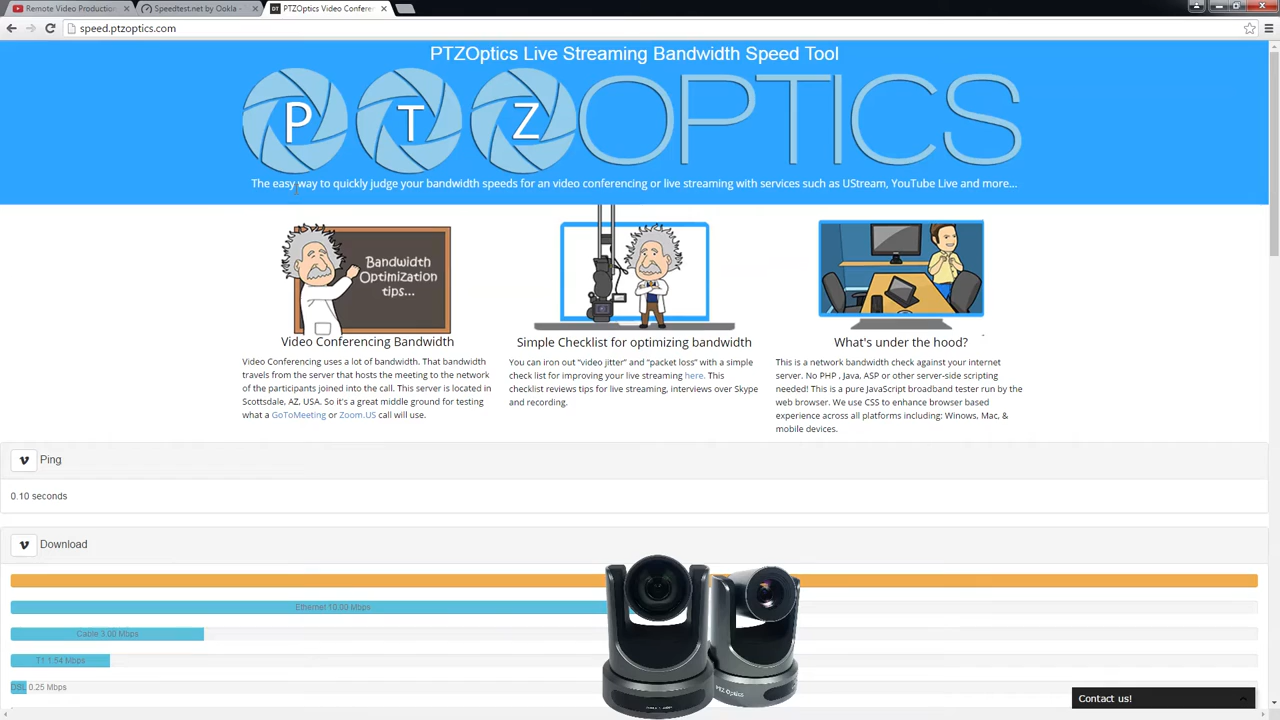 Remote Video Productio
Speedtest.net by Ookla -
DT PTZOptics Video Confere
speed.ptzoptics.com
PTZOptics Live Streaming Bandwidth Speed Tool
PTZOPTICS
The easy way to quickly judge your bandwidth speeds for an video conferencing or live streaming with services such as UStream, YouTube Live and more...
Bandwidth
Optimization
tips...
Video Conferencing Bandwidth
Video Conferencing uses a lot of bandwidth. That bandwidth
travels from the server that hosts the meeting to the network
of the participants joined into the call. This server is located in
Scottsdale, AZ, USA. So it's a great middle ground for testing
what a GoToMeeting or Zoom.US call will use.
Simple Checklist for optimizing bandwidth
You can iron out "video jitter" and "packet loss" with a simple
check list for improving your live streaming here. This
checklist reviews tips for live streaming, interviews over Skype
and recording.
What's under the hood?
This is a network bandwidth check against your internet
server. No PHP , Java, ASP or other server-side scripting
needed! This is a pure JavaScript broadband tester run by the
web browser. We use CSS to enhance browser based
experience across all platforms including: Winows, Mac, &
mobile devices.
Ping
0.10 seconds
Download
Ethernet 10.00 Mbps
Cable 3.00 Mbps
T1 1.54 Mbps
DSL 0.25 Mbps
PTZ Optics
Contact us!